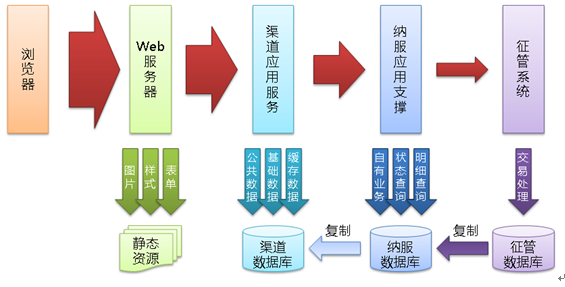 浏览器
Web
服务器
渠道应用服务
纳服应用支撑
征管系统
图片
样式
表单
公共数据
基础数据
缓存数据
自有业务
状态查询
明细查询
交易处理
静态
资源
渠道
数据库
复制
纳服
数据库
复制
征管
数据库